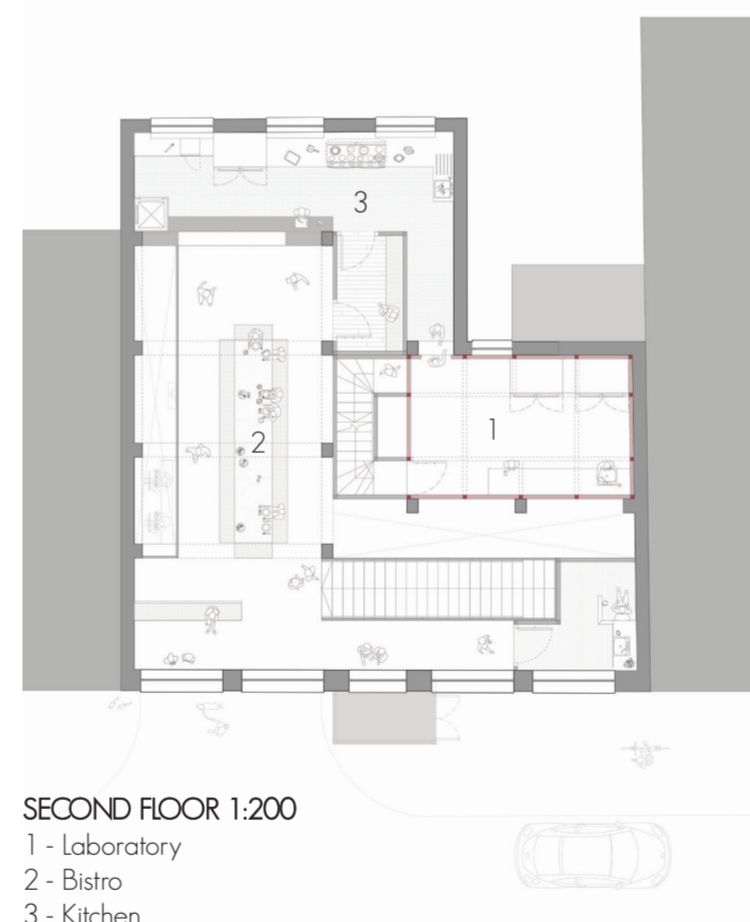 3
2
1
SECOND FLOOR 1:200
1 - Laboratory
2 - Bistro
3 - Kitchen